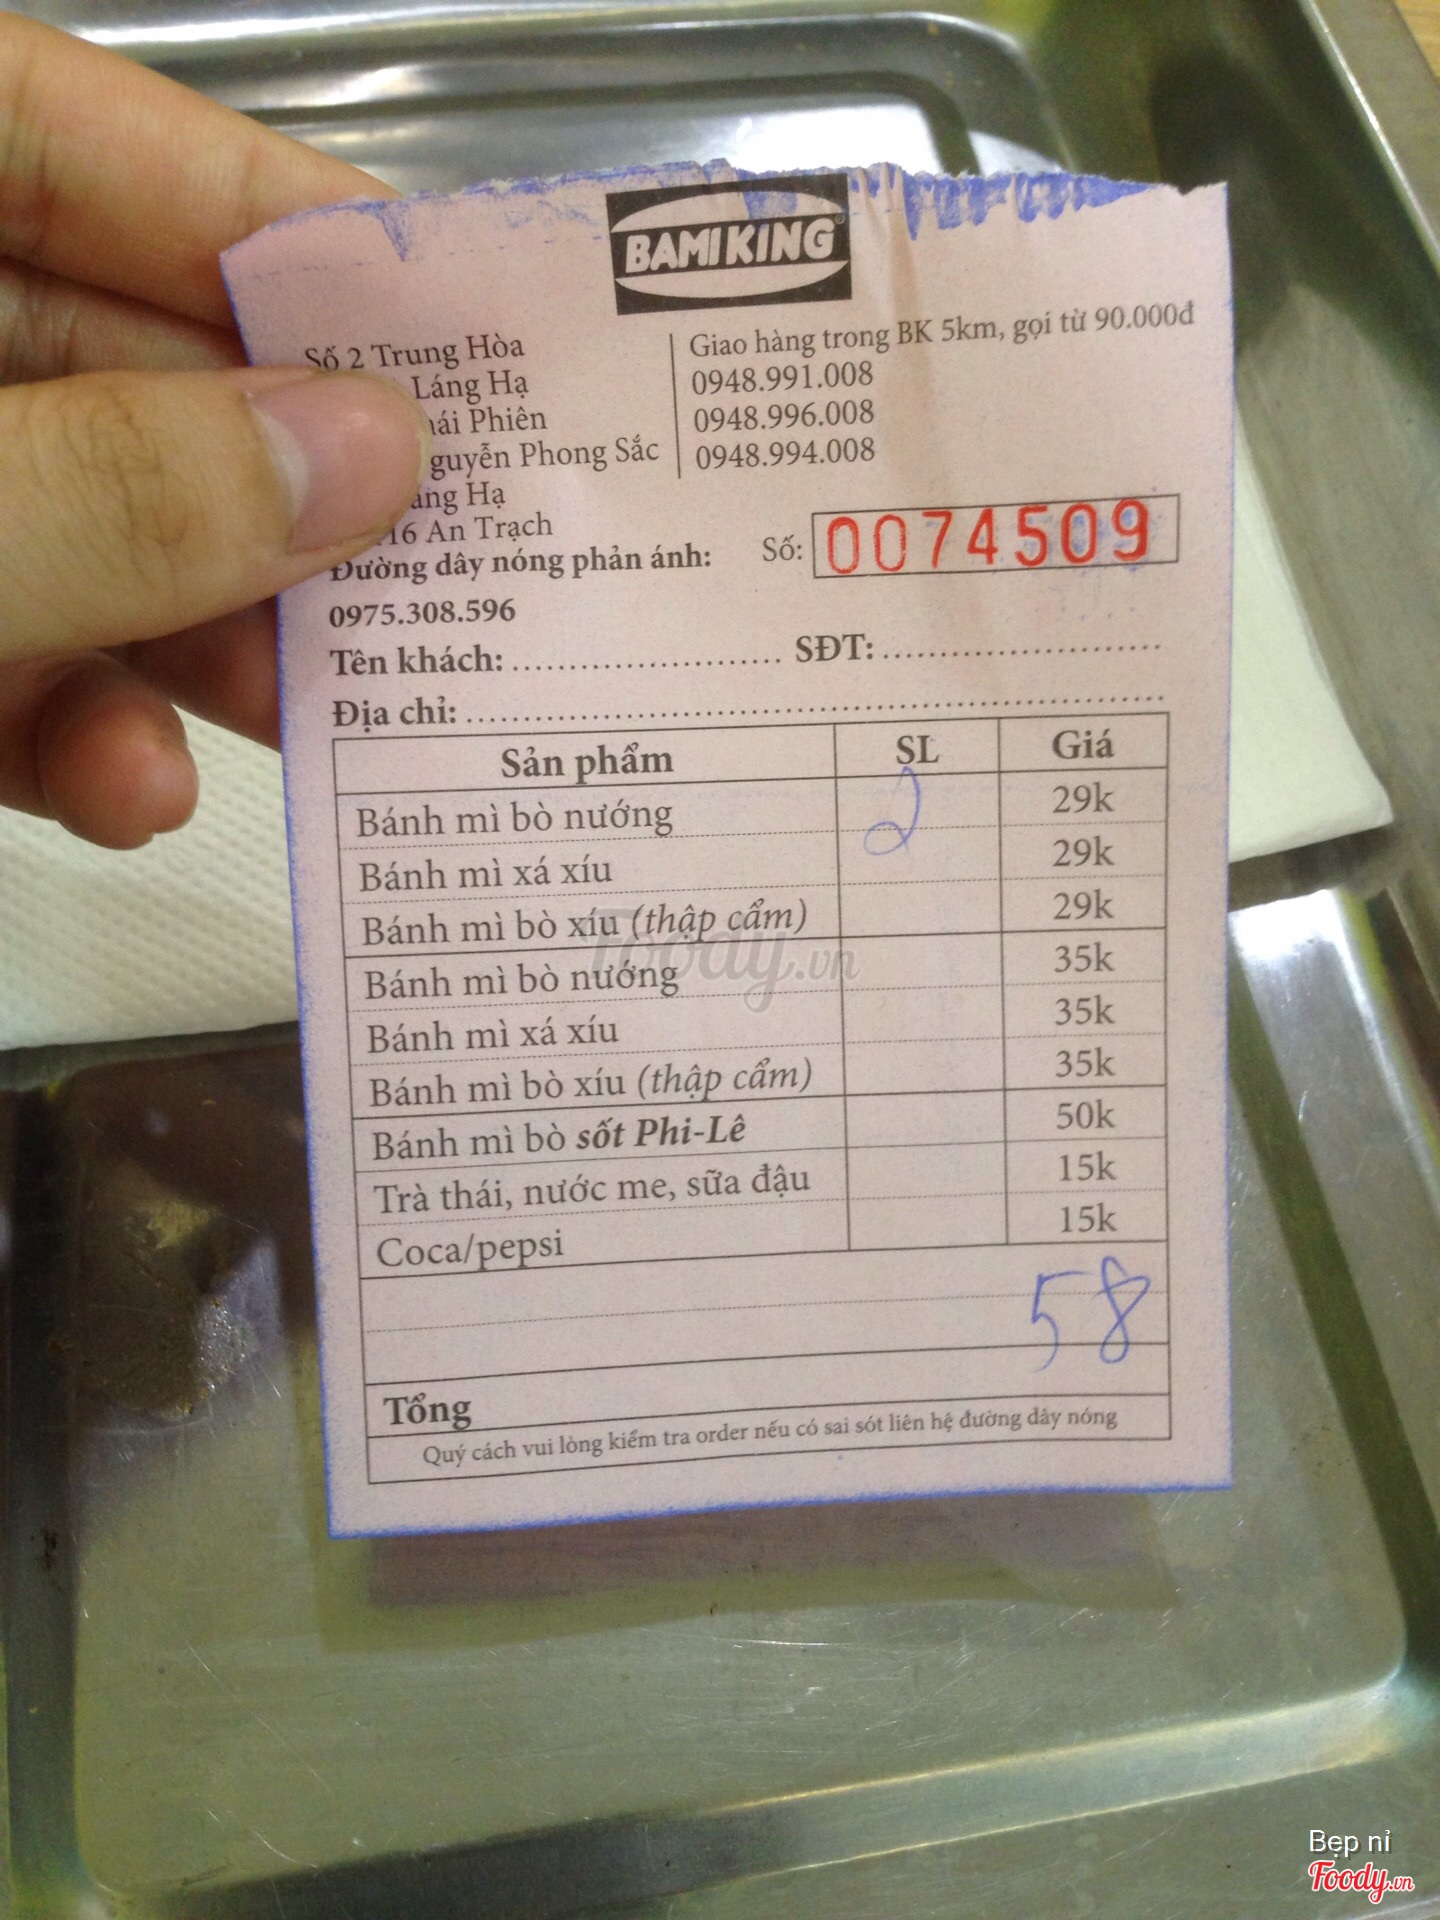 BAMIKING
Số 2 Trung Hòa
Láng Hạ
Phiên
Phong Sắc
Hạ
An Trạch
Giao hàng trong BK 5km, gọi từ 90.000đ
0948.991.008
0948.996.008
0948.994.008
Đường dây nóng phản ánh:
0975.308.596
Số: 0074509
Tên khách: SĐT:
Địa chỉ:
Sản phẩm SL Giá
Bánh mì bò nướng 2 29k
Bánh mì xá xíu 29k
Bánh mì bò xíu (thập cẩm) 29k
Bánh mì bò nướng 35k
Bánh mì xá xíu 35k
Bánh mì bò xíu (thập cẩm) 35k
Bánh mì bò sốt Phi-Lê 50k
Trà thái, nước me, sữa đậu 15k
Coca/pepsi 15k
58
Tổng
Quý cách vui lòng kiểm tra order nếu có sai sót liên hệ đường dây nóng
Foody.vn
Bẹp nỉ
Foody.vn